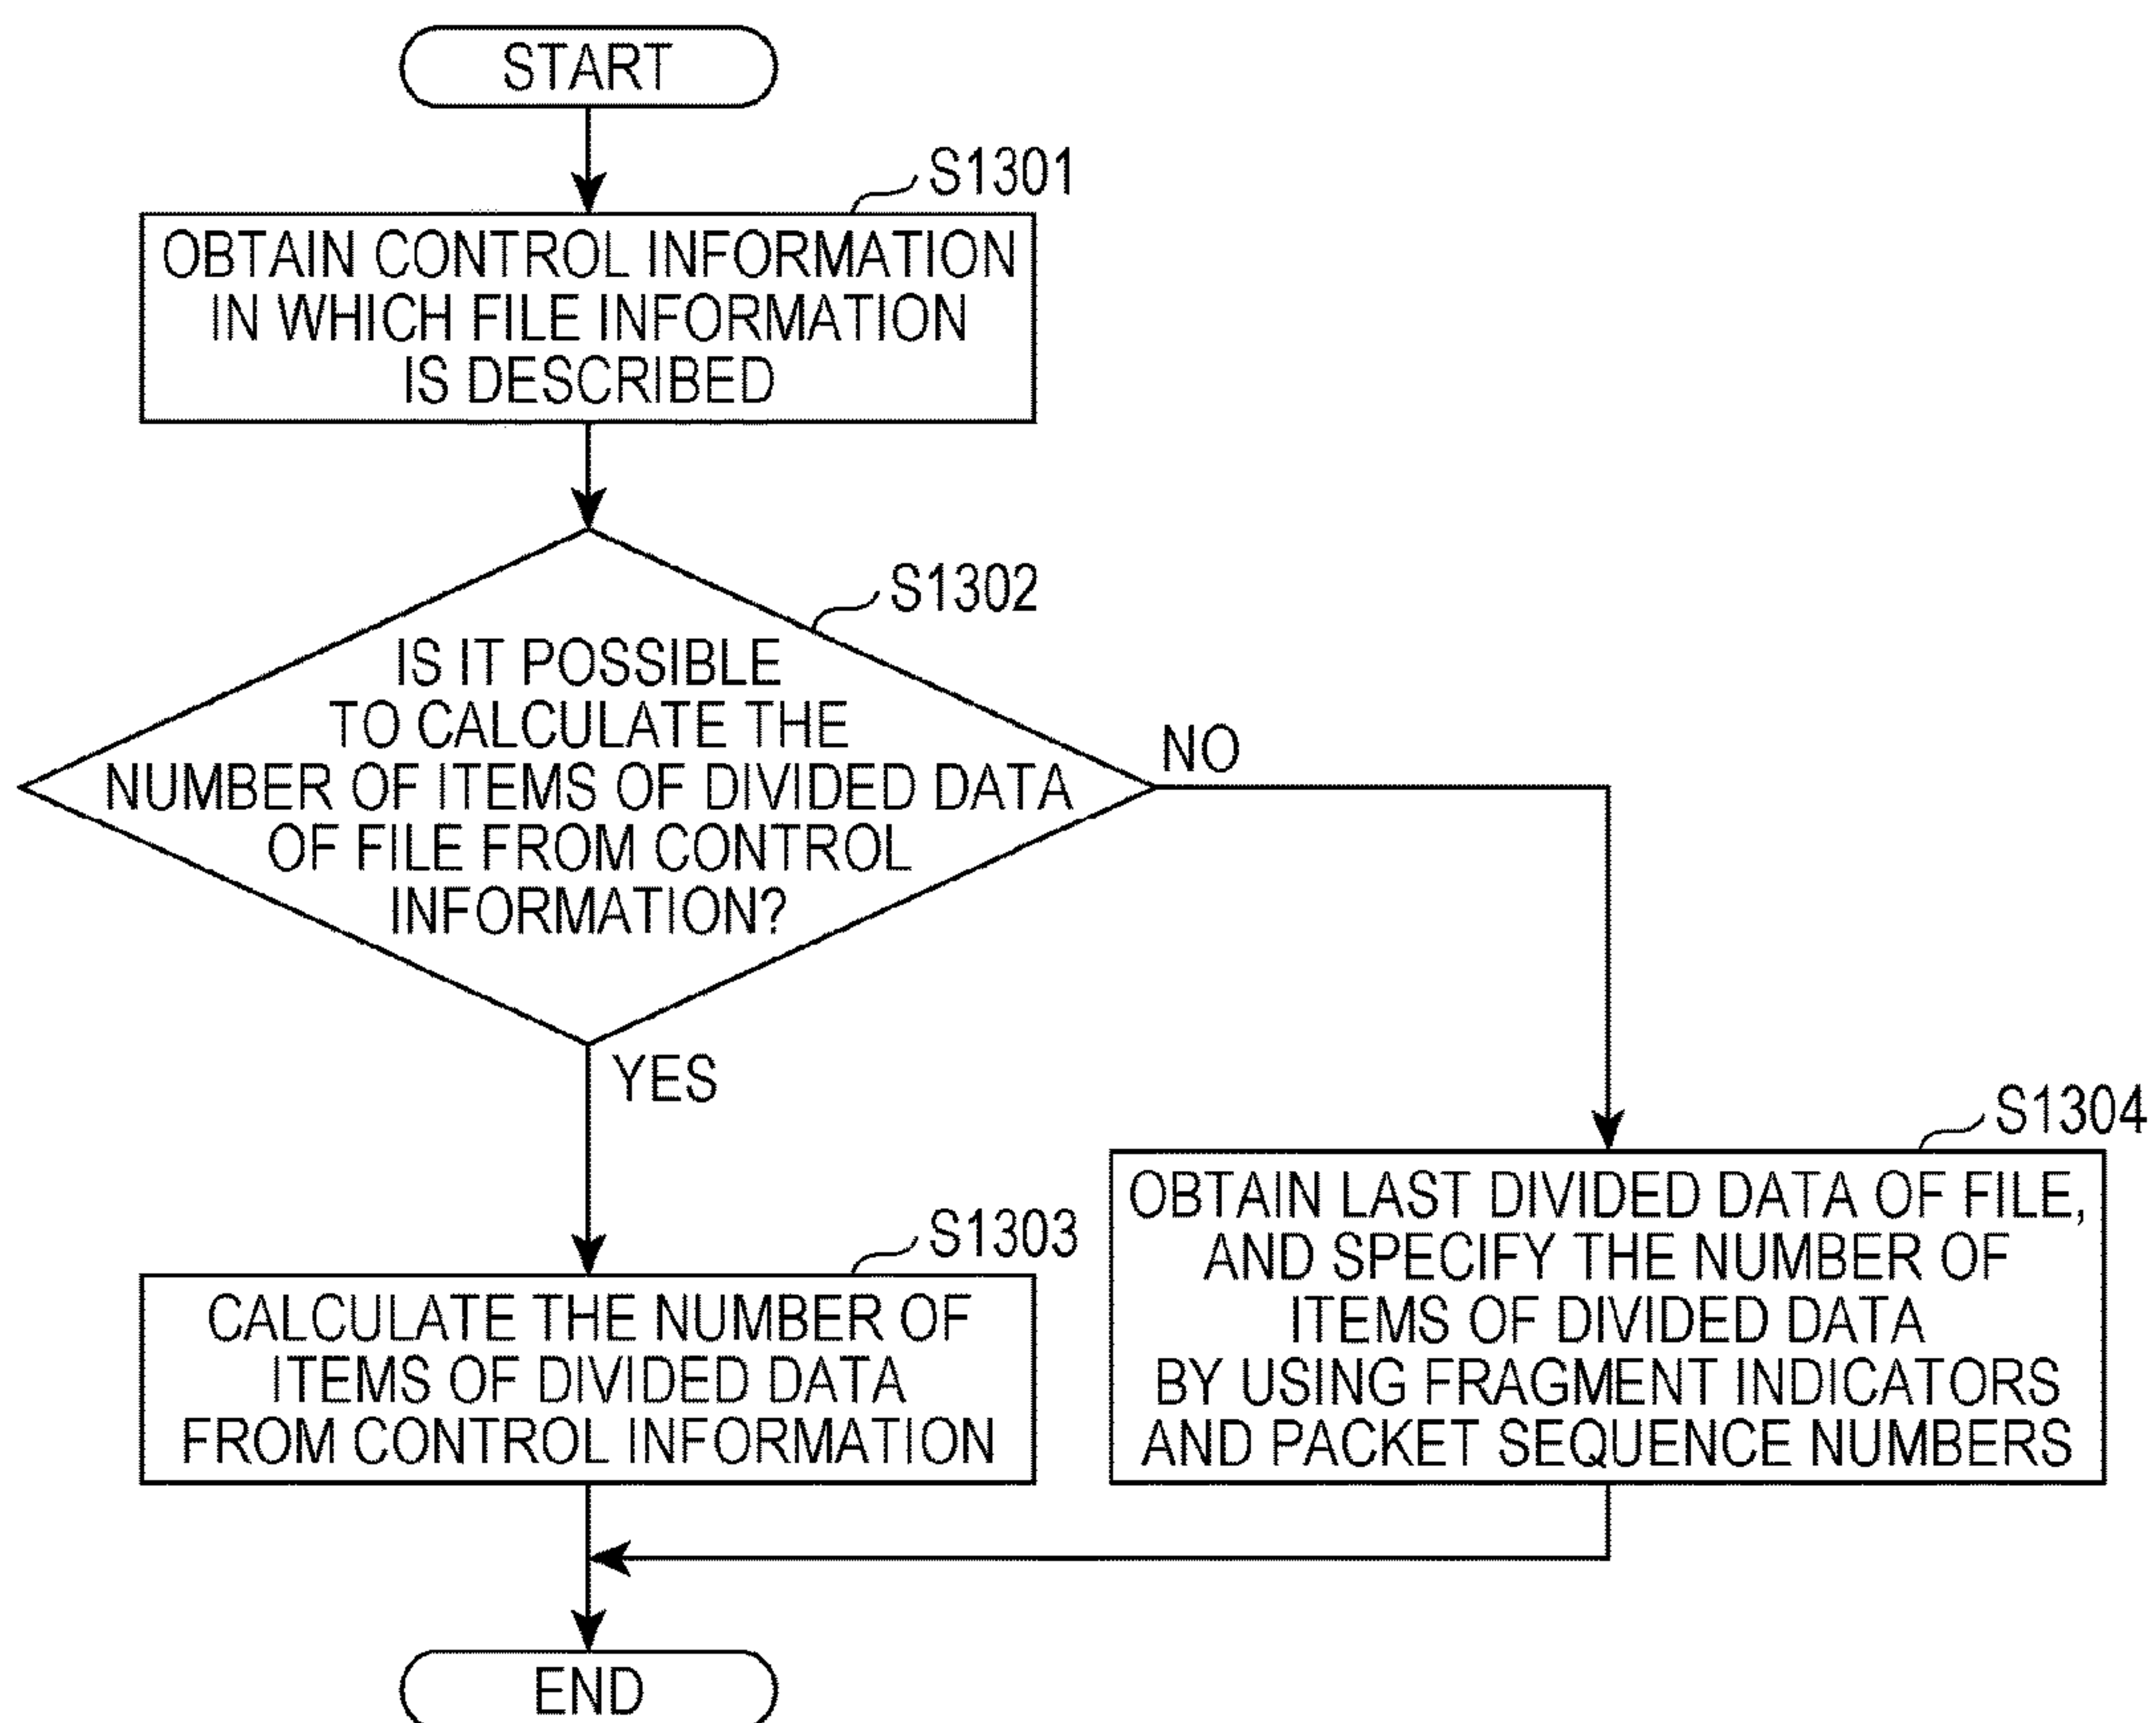 START
S1301
OBTAIN CONTROL INFORMATION
IN WHICH FILE INFORMATION
IS DESCRIBED
S1302
IS IT POSSIBLE
TO CALCULATE THE
NUMBER OF ITEMS OF DIVIDED DATA
OF FILE FROM CONTROL
INFORMATION?
NO
YES
S1303
CALCULATE THE NUMBER OF
ITEMS OF DIVIDED DATA
FROM CONTROL INFORMATION
S1304
OBTAIN LAST DIVIDED DATA OF FILE,
AND SPECIFY THE NUMBER OF
ITEMS OF DIVIDED DATA
BY USING FRAGMENT INDICATORS
AND PACKET SEQUENCE NUMBERS
END